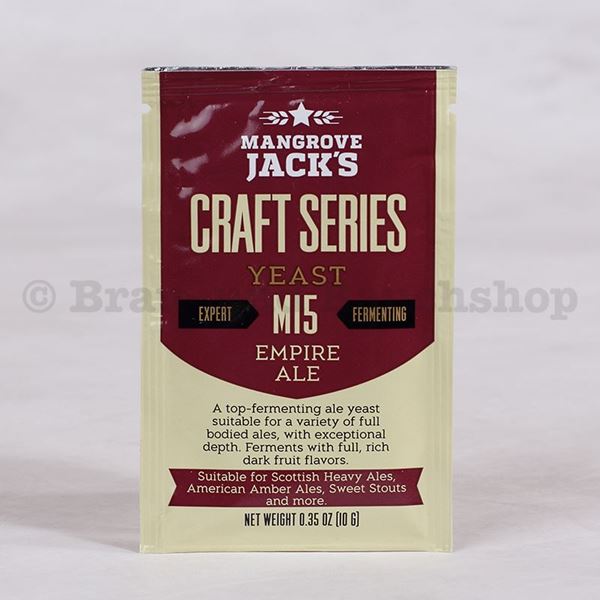 MANGROVE
JACK'S
CRAFT SERIES
YEAST
EXPERT M15 FERMENTING
EMPIRE
ALE
A top-fermenting ale yeast
suitable for a variety of full
bodied ales, with exceptional
depth. Ferments with full, rich
dark fruit flavors.
Suitable for Scottish Heavy Ales,
American Amber Ales, Sweet Stouts
and more.
NET WEIGHT 0.35 OZ (10 G)